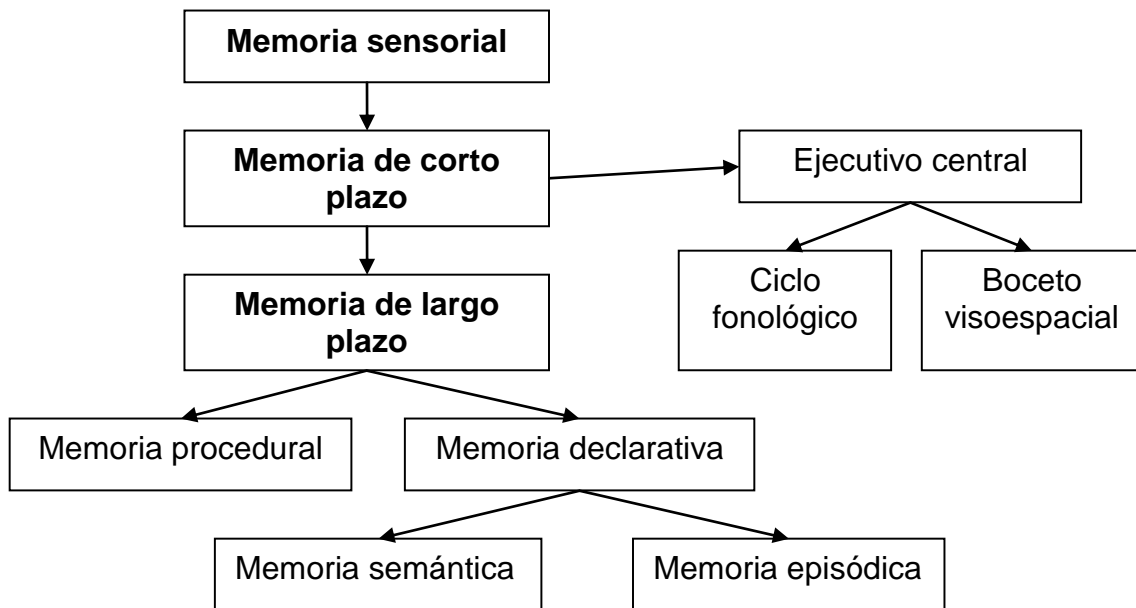 Memoria sensorial
Memoria de corto
plazo
Ejecutivo central
Memoria de largo
plazo
Ciclo
fonológico
Boceto
visoespacial
Memoria procedural
Memoria declarativa
Memoria semántica
Memoria episódica